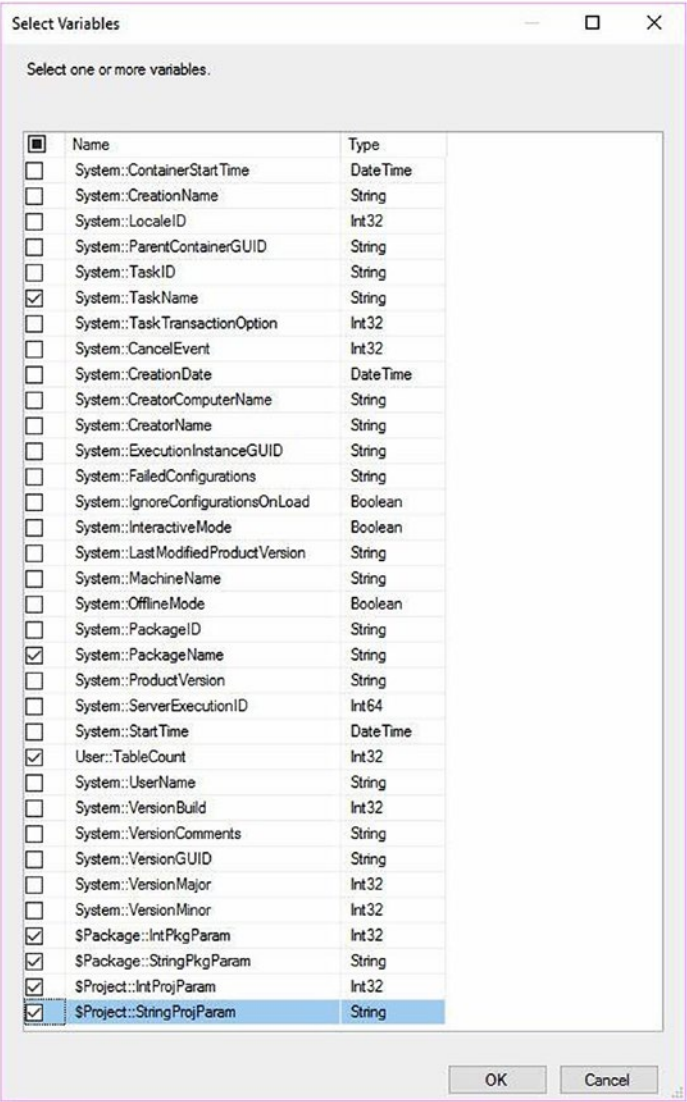 Select Variables
Select one or more variables.
Name Type
System::ContainerStartTime DateTime
System::CreationName String
System::LocaleID Int32
System::ParentContainerGUID String
System::TaskID String
System::TaskName String
System::TaskTransactionOption Int32
System::CancelEvent Int32
System::CreationDate DateTime
System::CreatorComputerName String
System::CreatorName String
System::ExecutionInstanceGUID String
System::FailedConfigurations String
System::IgnoreConfigurationsOnLoad Boolean
System::InteractiveMode Boolean
System::LastModifiedProductVersion String
System::MachineName String
System::OfflineMode Boolean
System::PackageID String
System::PackageName String
System::ProductVersion String
System::ServerExecutionID Int64
System::StartTime DateTime
User::TableCount Int32
System::UserName String
System::VersionBuild Int32
System::VersionComments String
System::VersionGUID String
System::VersionMajor Int32
System::VersionMinor Int32
$Package::IntPkgParam Int32
$Package::StringPkgParam String
$Project::IntProjParam Int32
$Project::StringProjParam String
OK Cancel